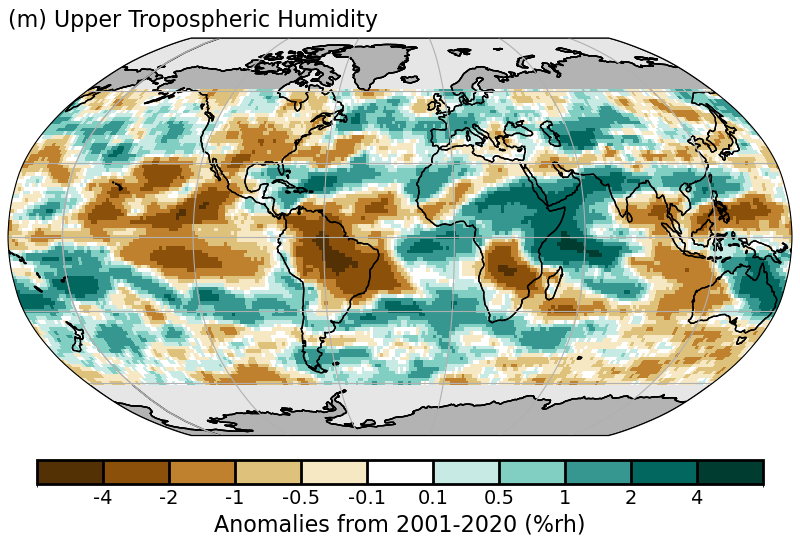 (m) Upper Tropospheric Humidity
-4 -2 -1 -0.5 -0.1 0.1 0.5 1 2 4
Anomalies from 2001-2020 (%rh)